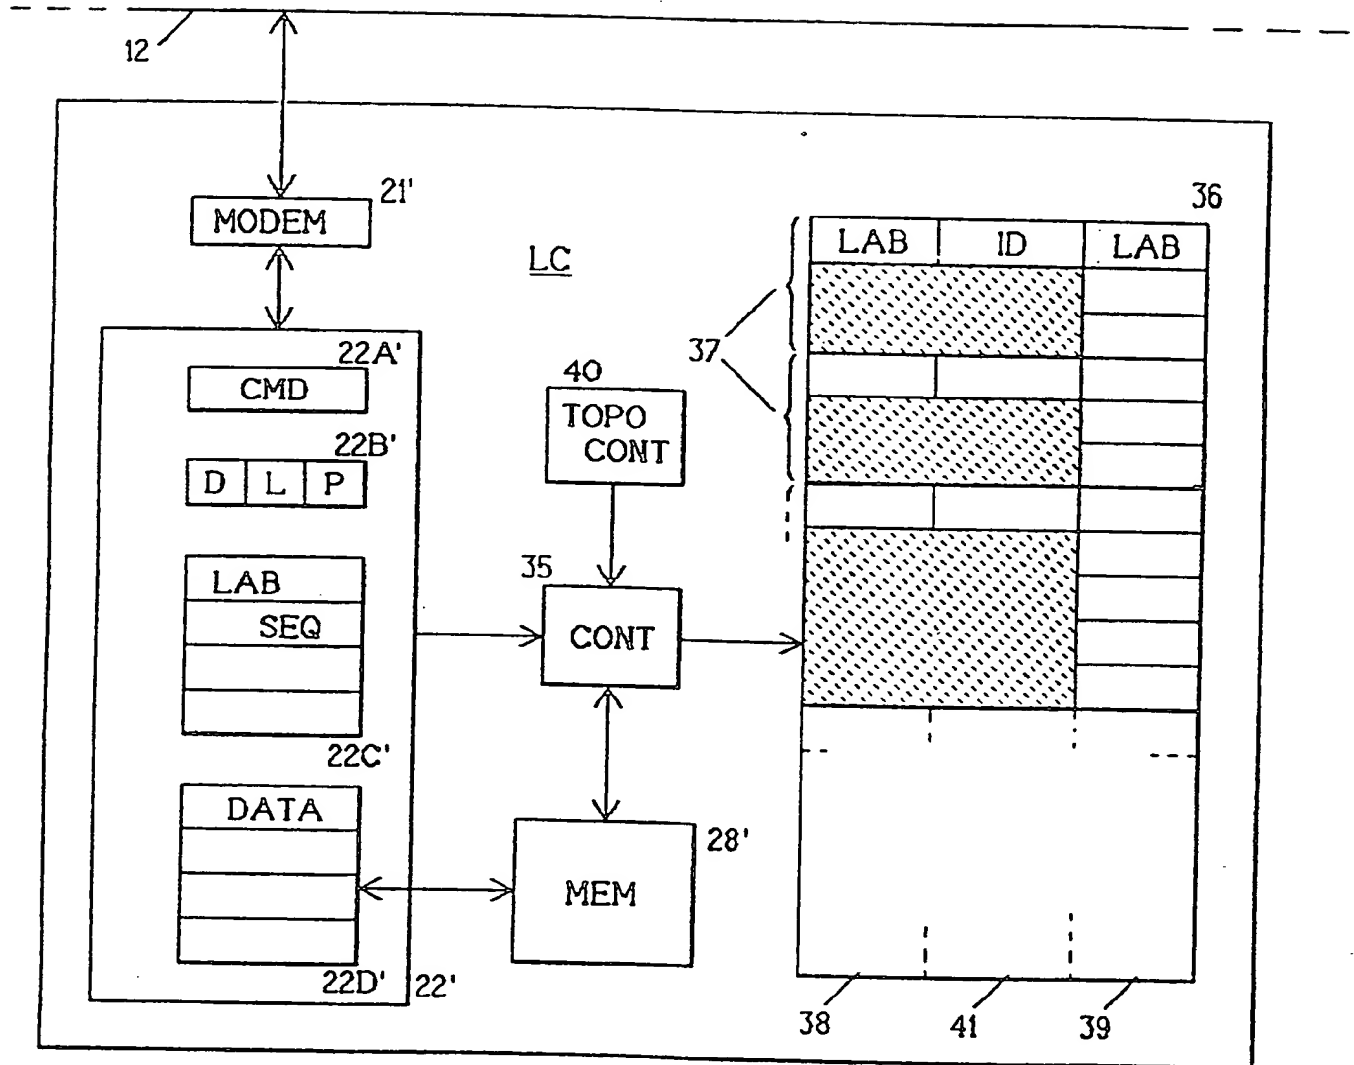 12
21'
MODEM
LC
36
LAB ID LAB
22A'
CMD
37
40
TOPO
CONT
22B'
D L P
35
CONT
LAB
SEQ
22C'
DATA
28'
MEM
22D'
22'
38
41
39